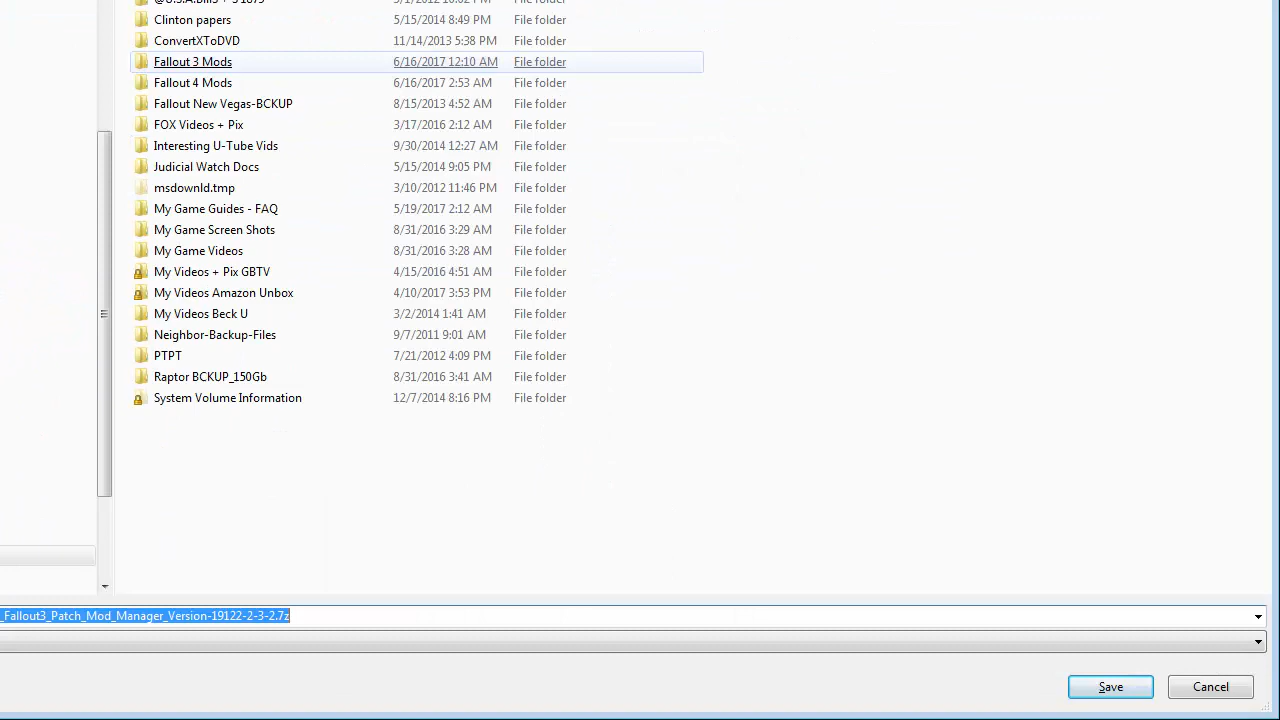 Clinton papers 5/15/2014 8:49 PM File folder
ConvertXToDVD 11/14/2013 5:38 PM File folder
Fallout 3 Mods 6/16/2017 12:10 AM File folder
Fallout 4 Mods 6/16/2017 2:53 AM File folder
Fallout New Vegas-BCKUP 8/15/2013 4:52 AM File folder
FOX Videos + Pix 3/17/2016 2:12 AM File folder
Interesting U-Tube Vids 9/30/2014 12:27 AM File folder
Judicial Watch Docs 5/15/2014 9:05 PM File folder
msdownld.tmp 3/10/2012 11:46 PM File folder
My Game Guides - FAQ 5/19/2017 2:12 AM File folder
My Game Screen Shots 8/31/2016 3:29 AM File folder
My Game Videos 8/31/2016 3:28 AM File folder
My Videos + Pix GBTV 4/15/2016 4:51 AM File folder
My Videos Amazon Unbox 4/10/2017 3:53 PM File folder
My Videos Beck U 3/2/2014 1:41 AM File folder
Neighbor-Backup-Files 9/7/2011 9:01 AM File folder
PTPT 7/21/2012 4:09 PM File folder
Raptor BCKUP_150Gb 8/31/2016 3:41 AM File folder
System Volume Information 12/7/2014 8:16 PM File folder
_Fallout3_Patch_Mod_Manager_Version-19122-2-3-2.7z
Save Cancel